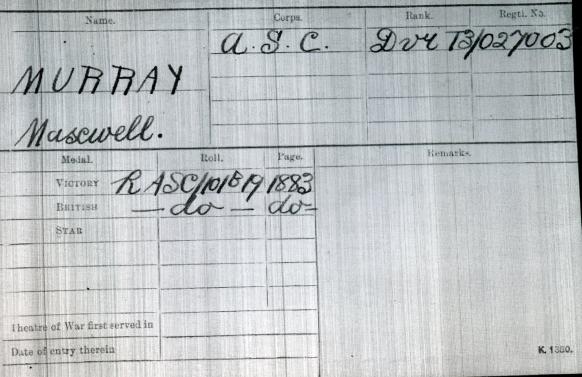 Name. Corps. Rank. Regtl. No.
MURRAY A.S.C. Dvr T3/027003
Maxwell.
Medal. Roll. Page. Remarks.
VICTORY RASC/101B19 1883
BRITISH — do — do —
STAR
Theatre of War first served in
Date of entry therein
K. 1380.